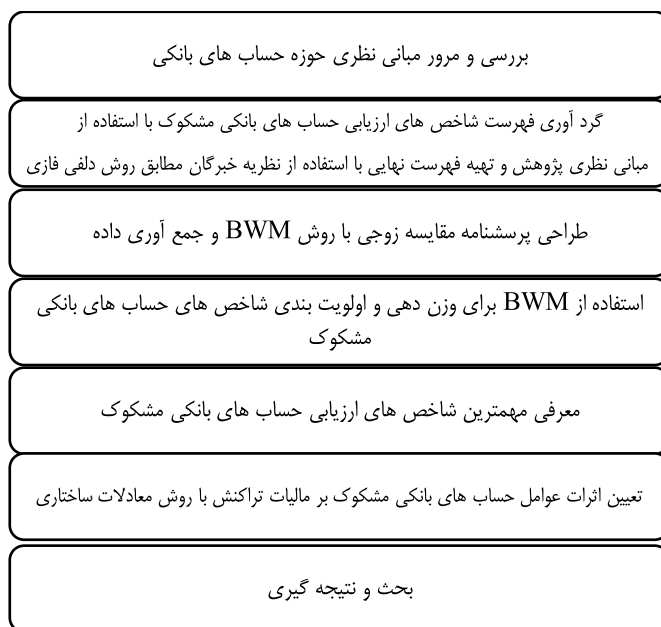 بررسی و مرور مبانی نظری حوزه حساب های بانکی
گرد آوری فهرست شاخص های ارزیابی حساب های بانکی مشکوک با استفاده از
مبانی نظری پژوهش و تهیه فهرست نهایی با استفاده از نظریه خبرگان مطابق روش دلفی فازی
طراحی پرسشنامه مقایسه زوجی با روش BWM و جمع آوری داده
استفاده از BWM برای وزن دهی و اولویت بندی شاخص های حساب های بانکی
مشکوک
معرفی مهمترین شاخص های ارزیابی حساب های بانکی مشکوک
تعیین اثرات عوامل حساب های بانکی مشکوک بر مالیات تراکنش با روش معادلات ساختاری
بحث و نتیجه گیری